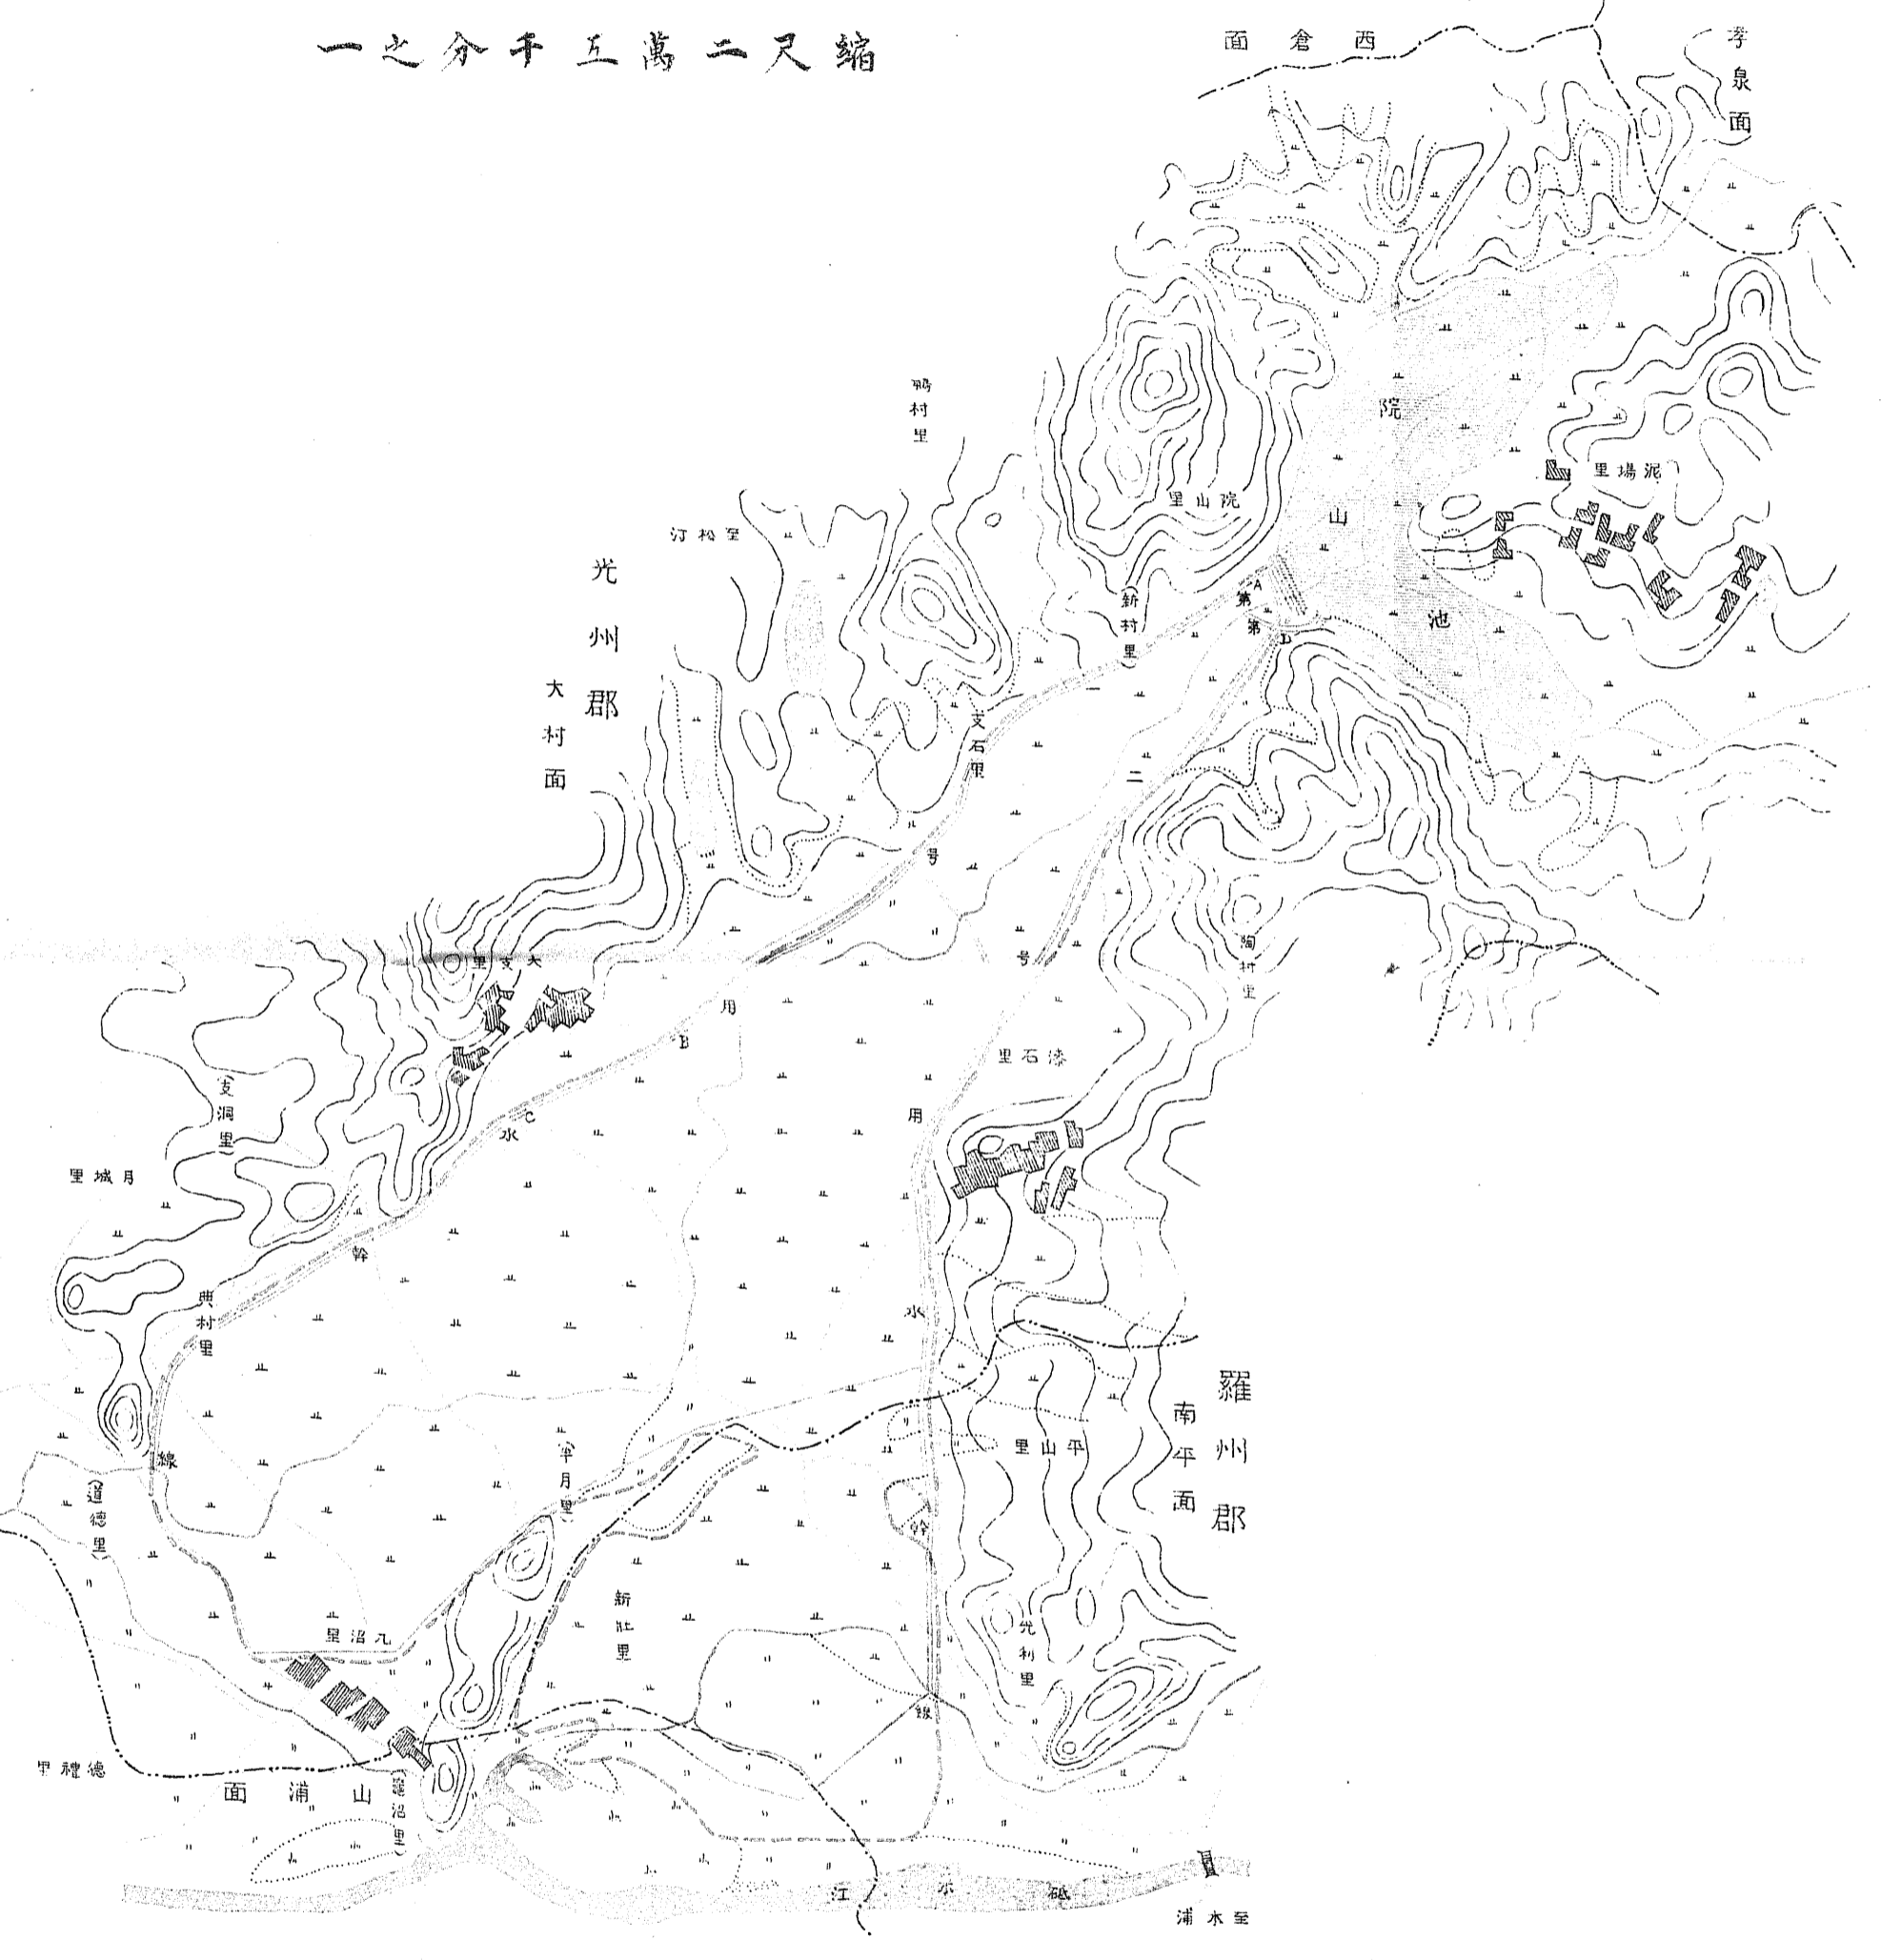 縮尺二萬五千分之一
西倉面
孝泉面
鴨村里
院山池
泥場里
院山里
至松汀
光州郡
大村面
新村里
A
第一号用水幹線
第二号用水幹線
D
支石里
大支里
陶村里
B
C
漆石里
(支洞里)
月城里
典村里
羅州郡
南平面
平山里
(半月里)
(道德里)
新壯里
九沼里
光利里
德禮里
山浦面
砥氷江
至木浦